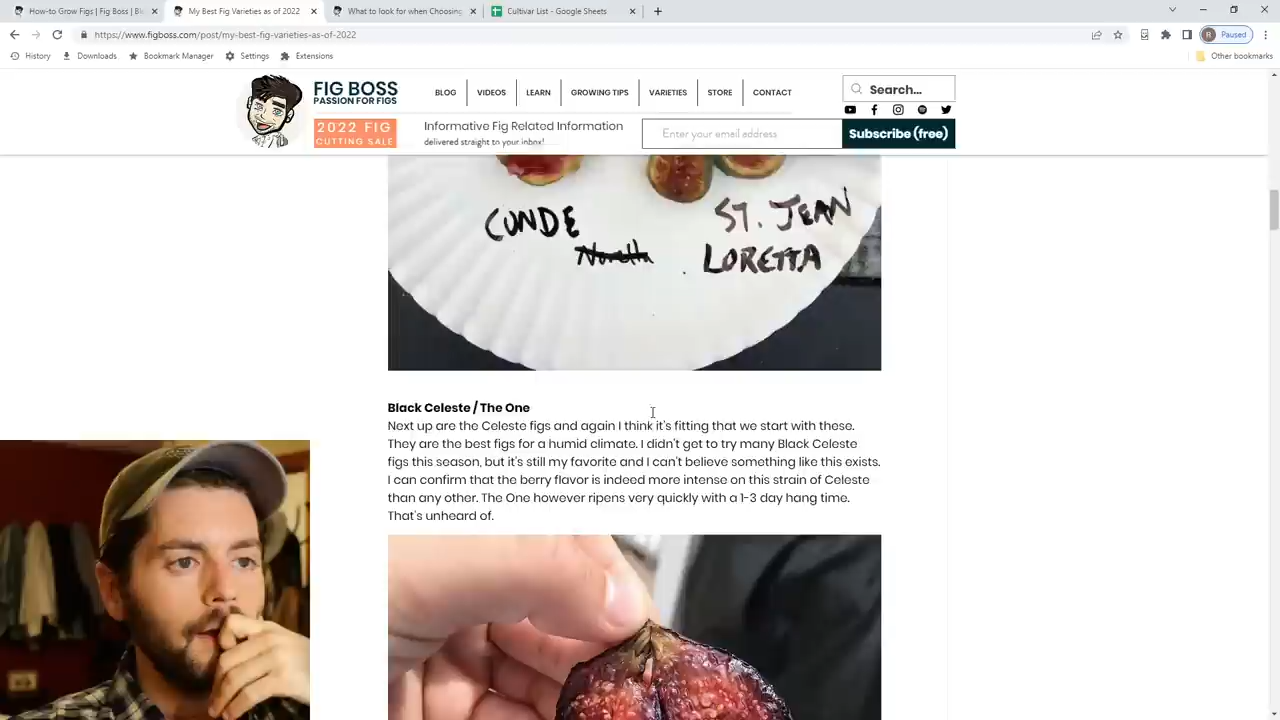 How-to Grow Figs | Fig Boss | Bl
My Best Fig Varieties as of 2022
What to look for when Choosing
Cultivar List - Google Sheets
https://www.figboss.com/post/my-best-fig-varieties-as-of-2022
R Paused
History
Downloads
Bookmark Manager
Settings
Extensions
Other bookmarks
FIG BOSS
PASSION FOR FIGS
BLOG
VIDEOS
LEARN
GROWING TIPS
VARIETIES
STORE
CONTACT
Search...
2022 FIG
CUTTING SALE
Informative Fig Related Information
delivered straight to your inbox!
Enter your email address
Subscribe (free)
CUNDE
ST. JEAN
LORETTA
Black Celeste / The One
Next up are the Celeste figs and again I think it's fitting that we start with these.
They are the best figs for a humid climate. I didn't get to try many Black Celeste
figs this season, but it's still my favorite and I can't believe something like this exists.
I can confirm that the berry flavor is indeed more intense on this strain of Celeste
than any other. The One however ripens very quickly with a 1-3 day hang time.
That's unheard of.